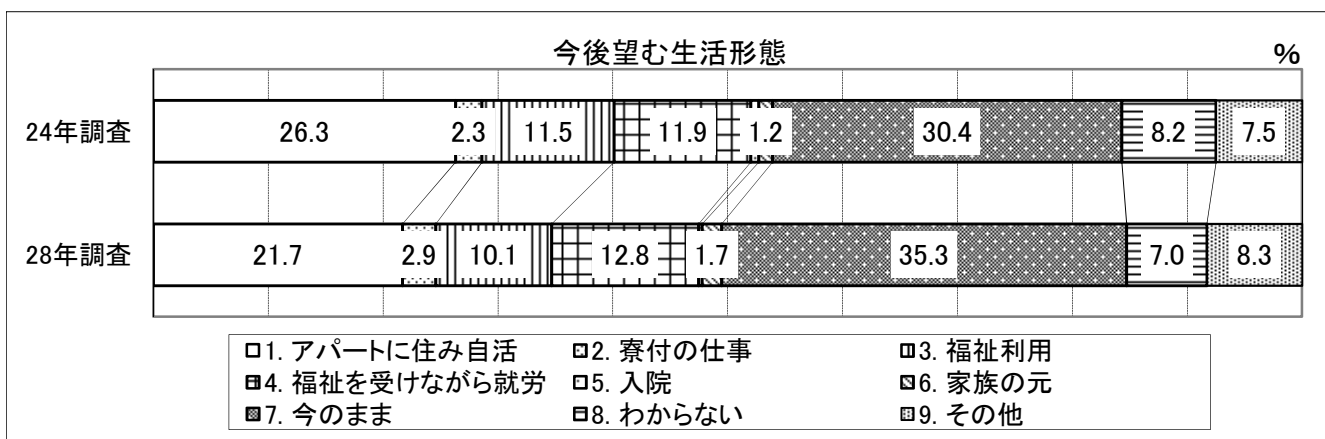 今後望む生活形態 %
24年調査 26.3 2.3 11.5 11.9 1.2 30.4 8.2 7.5
28年調査 21.7 2.9 10.1 12.8 1.7 35.3 7.0 8.3
1. アパートに住み自活 2. 寮付の仕事 3. 福祉利用
4. 福祉を受けながら就労 5. 入院 6. 家族の元
7. 今のまま 8. わからない 9. その他